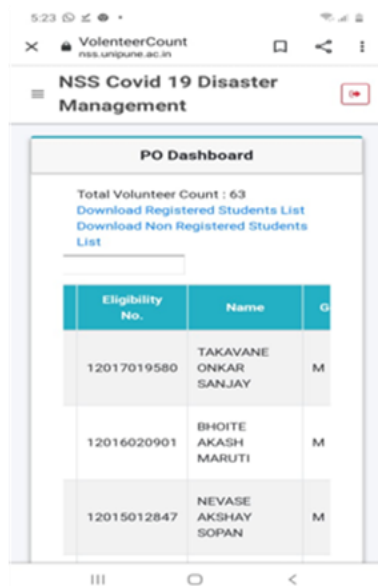 5:23
VolenteerCount
nss.unipune.ac.in
NSS Covid 19 Disaster
Management
PO Dashboard
Total Volunteer Count : 63
Download Registered Students List
Download Non Registered Students
List
Eligibility
No.
Name
G
12017019580
TAKAVANE
ONKAR
SANJAY
M
12016020901
BHOITE
AKASH
MARUTI
M
12015012847
NEVASE
AKSHAY
SOPAN
M